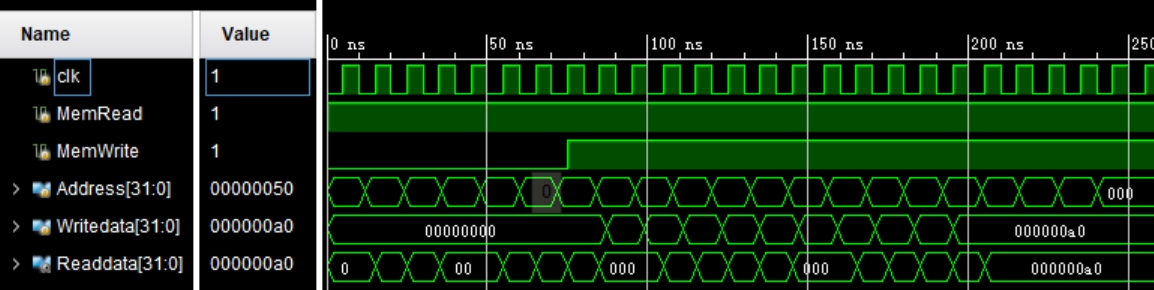 Name Value 0 ns 50 ns 100 ns 150 ns 200 ns 250
clk 1
MemRead 1
MemWrite 1
Address[31:0] 00000050 0 000
Writedata[31:0] 000000a0 00000000 000000a0
Readdata[31:0] 000000a0 0 00 000 000 000000a0